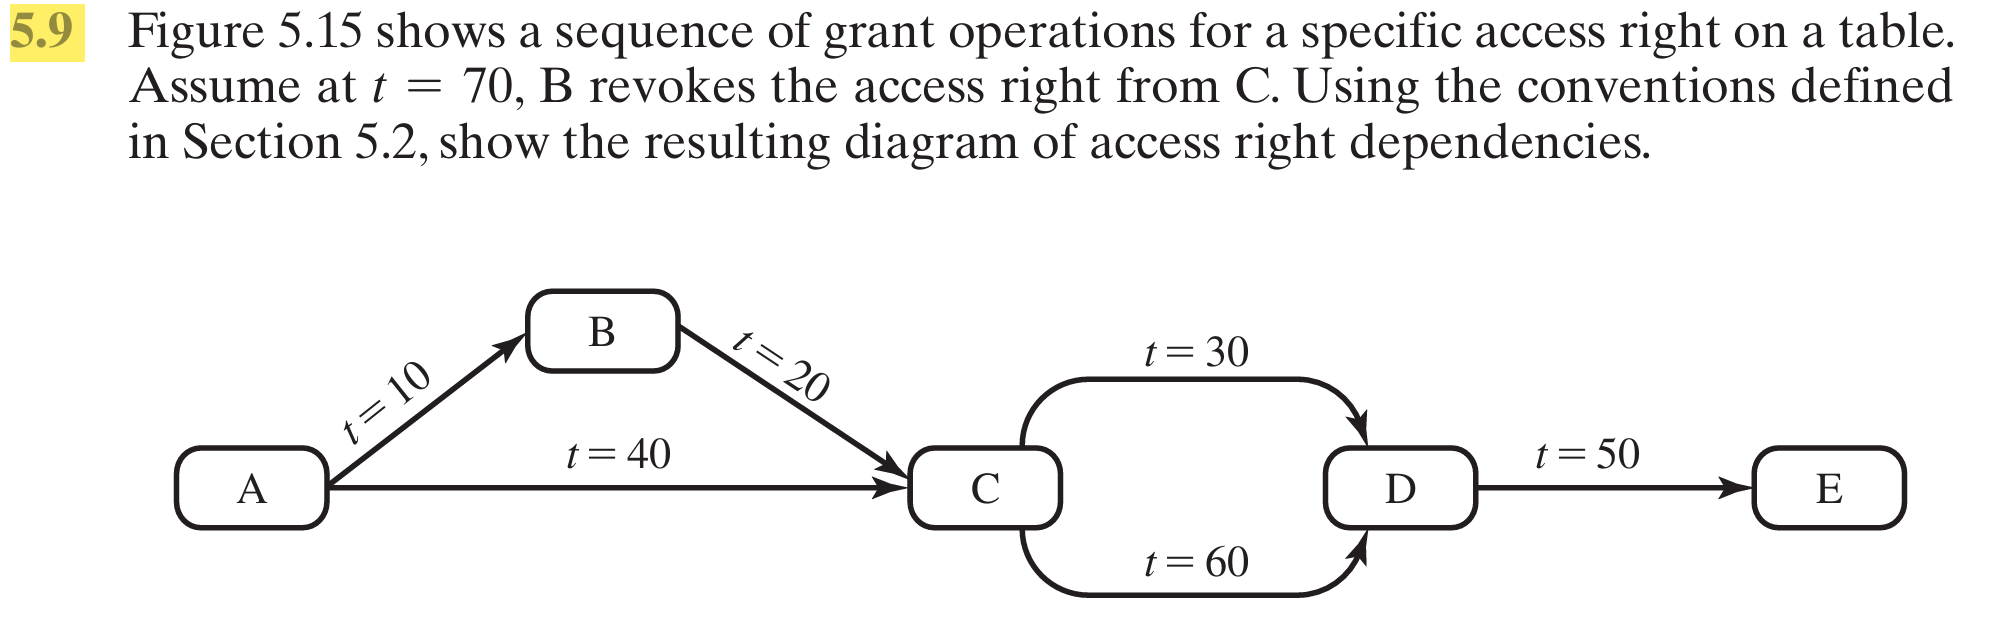 5.9 Figure 5.15 shows a sequence of grant operations for a specific access right on a table.
Assume at t = 70, B revokes the access right from C. Using the conventions defined
in Section 5.2, show the resulting diagram of access right dependencies.
B
t = 10
t = 20
t = 30
t = 40
t = 50
A
C
D
E
t = 60